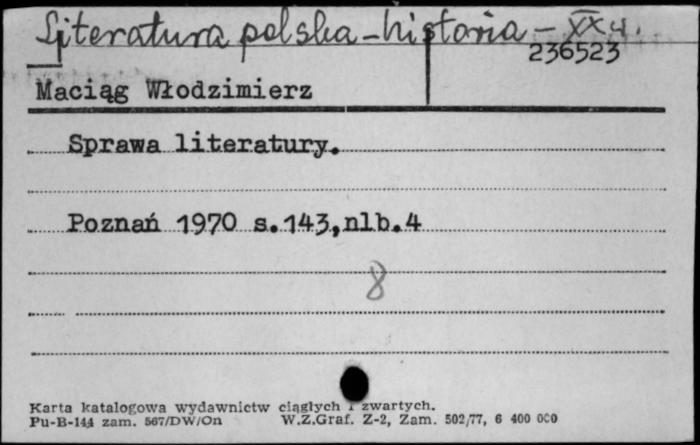 Literatura polska - historia - XX w.
236523
Maciąg Włodzimierz
Sprawa literatury.
Poznań 1970 s.143,nlb.4
8
Karta katalogowa wydawnictw ciągłych i zwartych.
Pu-B-144 zam. 567/DW/On W.Z.Graf. Z-2, Zam. 502/77, 6 400 000